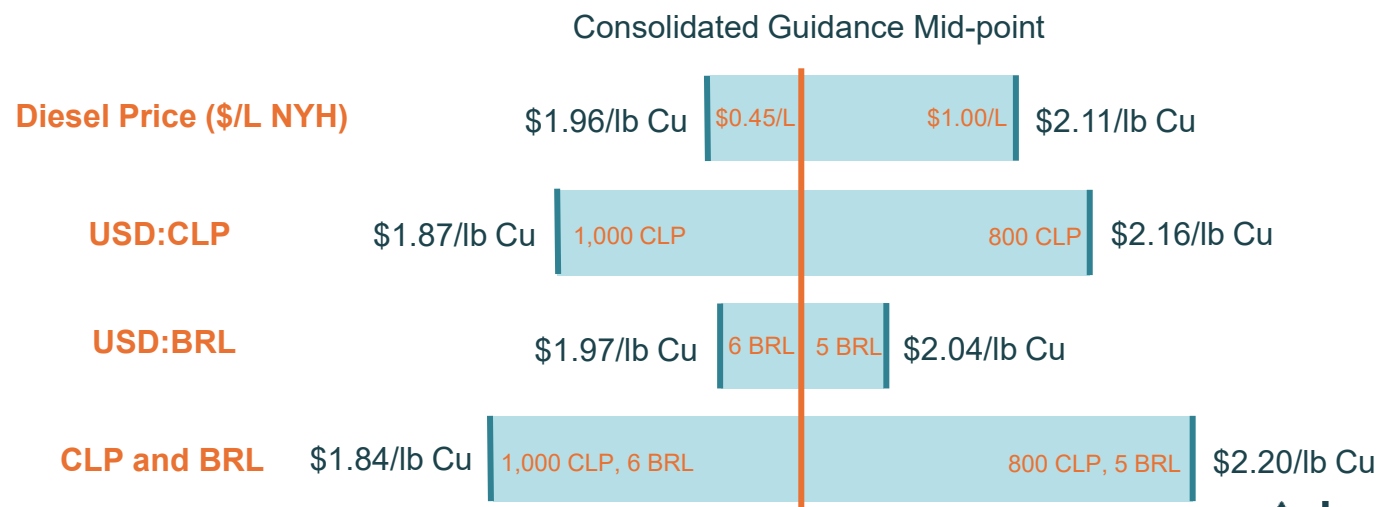 Consolidated Guidance Mid-point
Diesel Price ($/L NYH)
$1.96/lb Cu
$0.45/L
$1.00/L
$2.11/lb Cu
USD:CLP
$1.87/lb Cu
1,000 CLP
800 CLP
$2.16/lb Cu
USD:BRL
$1.97/lb Cu
6 BRL
5 BRL
$2.04/lb Cu
CLP and BRL
$1.84/lb Cu
1,000 CLP, 6 BRL
800 CLP, 5 BRL
$2.20/lb Cu